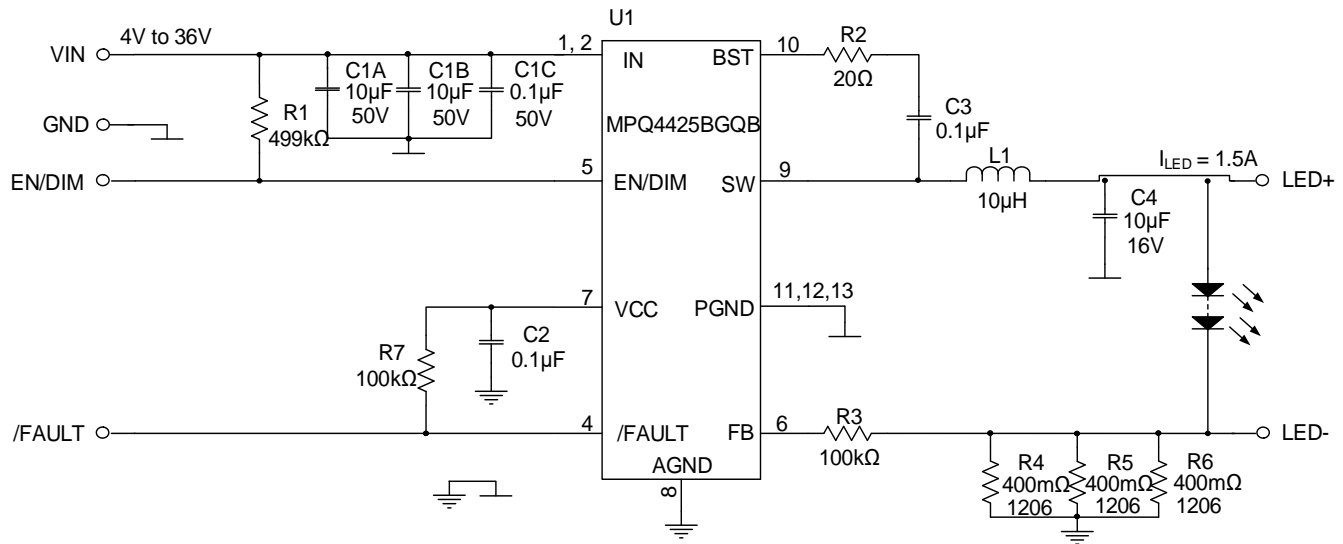 U1
VIN
4V to 36V
1, 2
IN
BST
10
R2
20Ω
C1A
10µF
50V
C1B
10µF
50V
C1C
0.1µF
50V
R1
499kΩ
GND
MPQ4425BGQB
C3
0.1µF
EN/DIM
5
EN/DIM
SW
9
L1
10µH
ILED = 1.5A
LED+
C4
10µF
16V
7
VCC
PGND
11,12,13
C2
0.1µF
R7
100kΩ
/FAULT
4
/FAULT
FB
6
R3
100kΩ
LED-
AGND
8
R4
400mΩ
1206
R5
400mΩ
1206
R6
400mΩ
1206